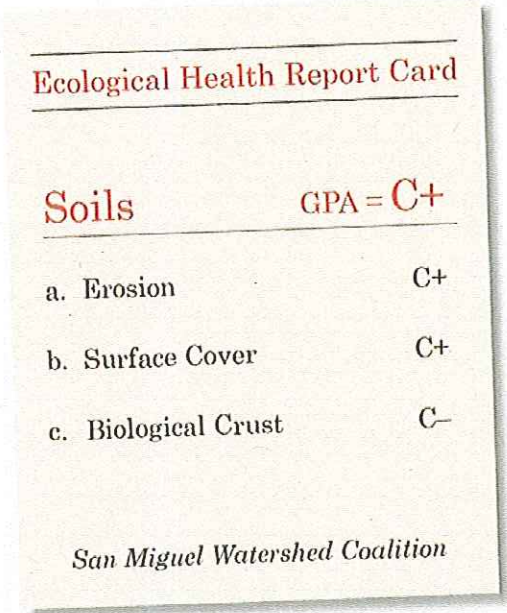 Ecological Health Report Card
Soils GPA = C+
a. Erosion C+
b. Surface Cover C+
c. Biological Crust C–
San Miguel Watershed Coalition